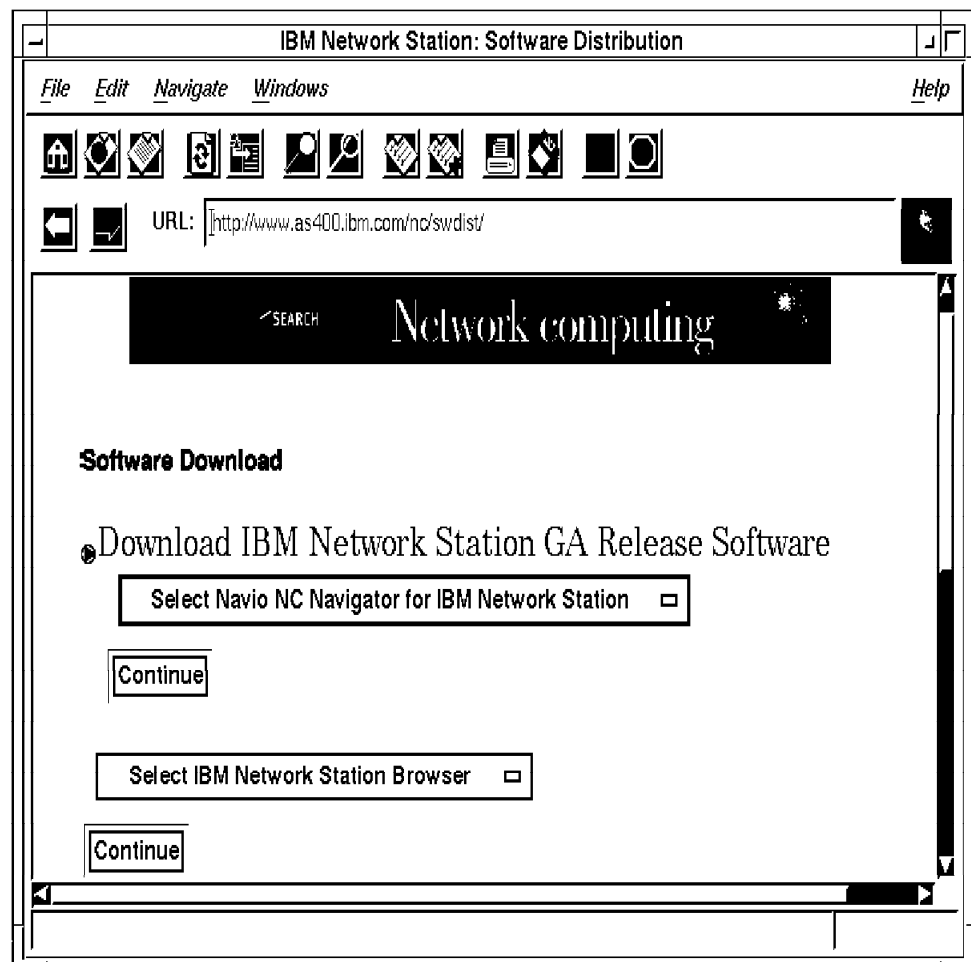 IBM Network Station: Software Distribution
File Edit Navigate Windows Help
URL: http://www.as400.ibm.com/nc/swdist/
SEARCH Network computing
Software Download
Download IBM Network Station GA Release Software
Select Navio NC Navigator for IBM Network Station
Continue
Select IBM Network Station Browser
Continue